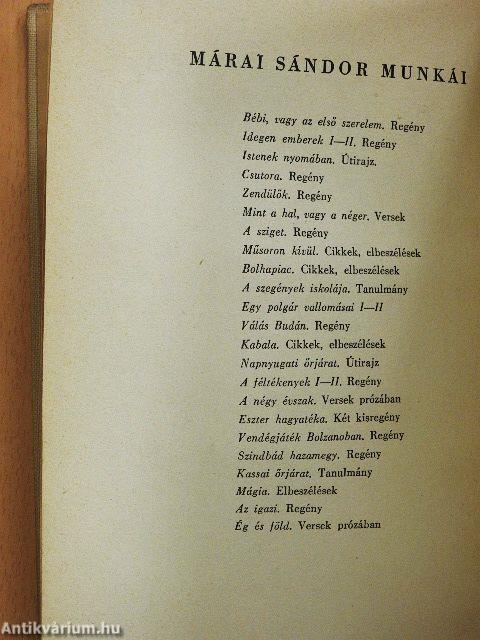 MÁRAI SÁNDOR MUNKÁI
Bébi, vagy az első szerelem. Regény
Idegen emberek I—II. Regény
Istenek nyomában. Útirajz.
Csutora. Regény
Zendülők. Regény
Mint a hal, vagy a néger. Versek
A sziget. Regény
Műsoron kívül. Cikkek, elbeszélések
Bolhapiac. Cikkek, elbeszélések
A szegények iskolája. Tanulmány
Egy polgár vallomásai I—II
Válás Budán. Regény
Kabala. Cikkek, elbeszélések
Napnyugati őrjárat. Útirajz
A féltékenyek I—II. Regény
A négy évszak. Versek prózában
Eszter hagyatéka. Két kisregény
Vendégjáték Bolzanoban. Regény
Szindbád hazamegy. Regény
Kassai őrjárat. Tanulmány
Mágia. Elbeszélések
Az igazi. Regény
Ég és föld. Versek prózában
Antikvárium.hu